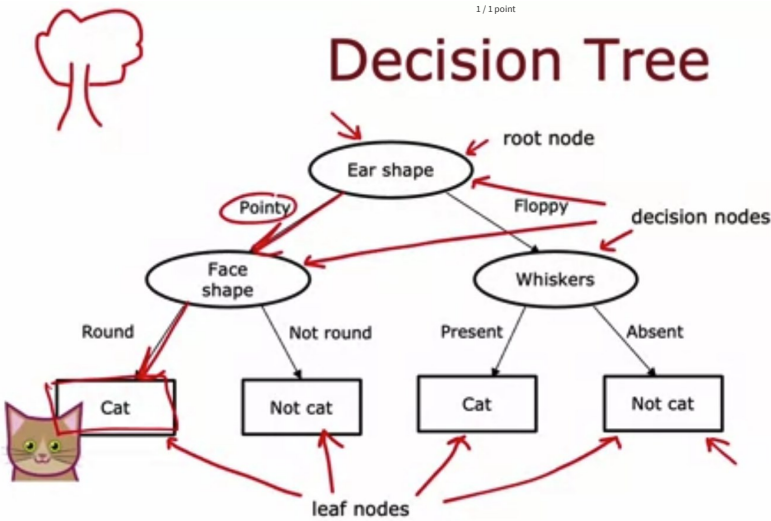 1 / 1 point
Decision Tree
root node
Ear shape
Pointy
Floppy
decision nodes
Face
shape
Whiskers
Round
Not round
Present
Absent
Cat
Not cat
Cat
Not cat
leaf nodes